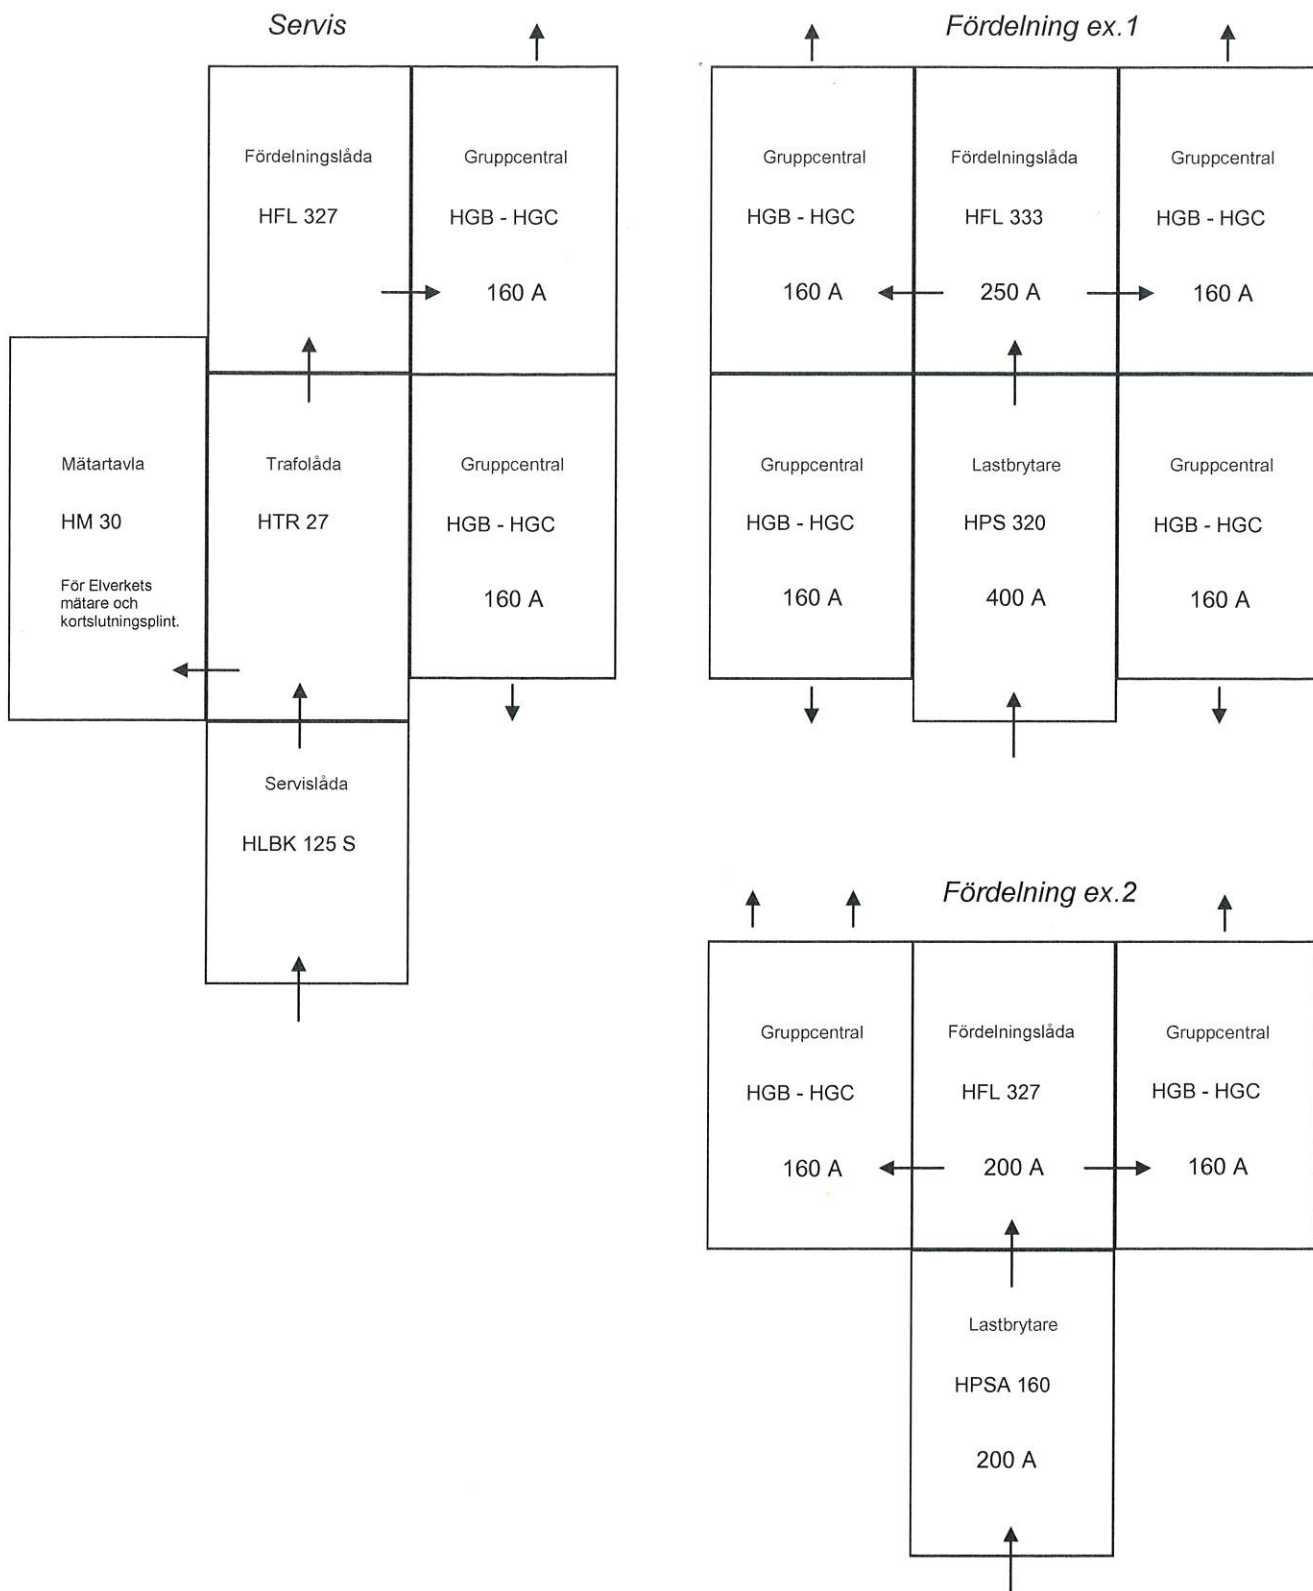 Servis
Fördelningslåda
HFL 327
Gruppcentral
HGB - HGC
160 A
Mätartavla
HM 30
För Elverkets
mätare och
kortslutningsplint.
Trafolåda
HTR 27
Gruppcentral
HGB - HGC
160 A
Servislåda
HLBK 125 S
Fördelning ex.1
Gruppcentral
HGB - HGC
160 A
Fördelningslåda
HFL 333
250 A
Gruppcentral
HGB - HGC
160 A
Gruppcentral
HGB - HGC
160 A
Lastbrytare
HPS 320
400 A
Gruppcentral
HGB - HGC
160 A
Fördelning ex.2
Gruppcentral
HGB - HGC
160 A
Fördelningslåda
HFL 327
200 A
Gruppcentral
HGB - HGC
160 A
Lastbrytare
HPSA 160
200 A